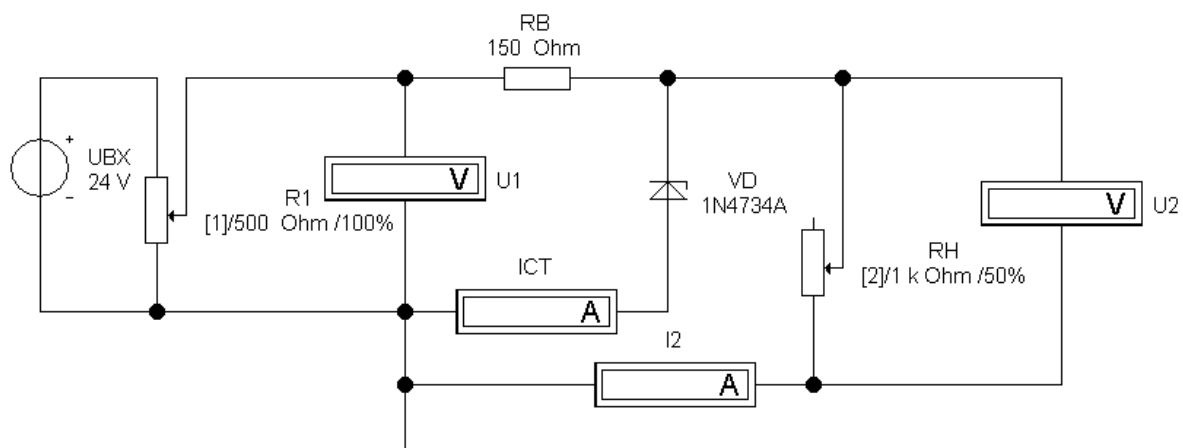 RB
150 Ohm
+
UBX
24 V
-
R1
[1]/500 Ohm /100%
V
U1
VD
1N4734A
V
U2
ICT
A
RH
[2]/1 k Ohm /50%
I2
A